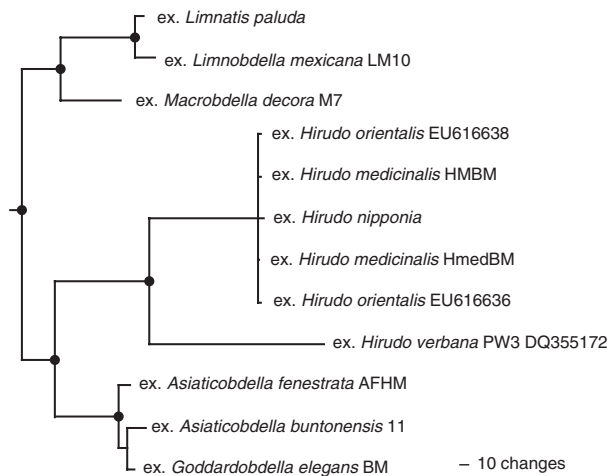 ex. Limnatis paluda
ex. Limnobdella mexicana LM10
ex. Macrobdella decora M7
ex. Hirudo orientalis EU616638
ex. Hirudo medicinalis HMBM
ex. Hirudo nipponia
ex. Hirudo medicinalis HmedBM
ex. Hirudo orientalis EU616636
ex. Hirudo verbana PW3 DQ355172
ex. Asiaticobdella fenestrata AFHM
ex. Asiaticobdella buntonensis 11
ex. Goddardobdella elegans BM
– 10 changes